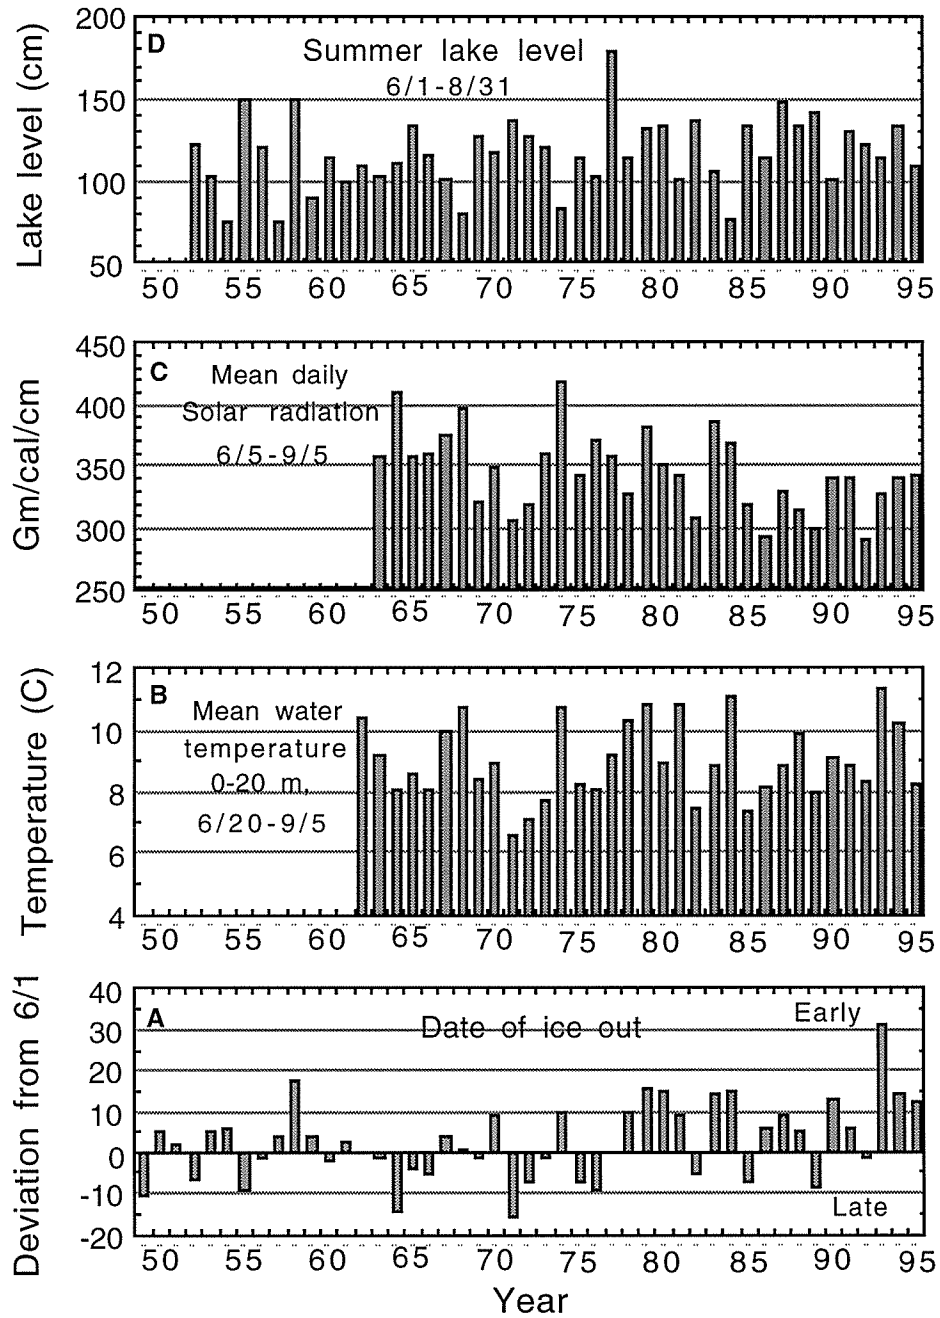 200
150
100
50
Lake level (cm)
D
Summer lake level
6/1-8/31
50 55 60 65 70 75 80 85 90 95
450
400
350
300
250
Gm/cal/cm
C
Mean daily
Solar radiation
6/5-9/5
50 55 60 65 70 75 80 85 90 95
12
10
8
6
4
Temperature (C)
B
Mean water
temperature
0-20 m,
6/20-9/5
50 55 60 65 70 75 80 85 90 95
40
30
20
10
0
-10
-20
Deviation from 6/1
A
Date of ice out
Early
Late
50 55 60 65 70 75 80 85 90 95
Year